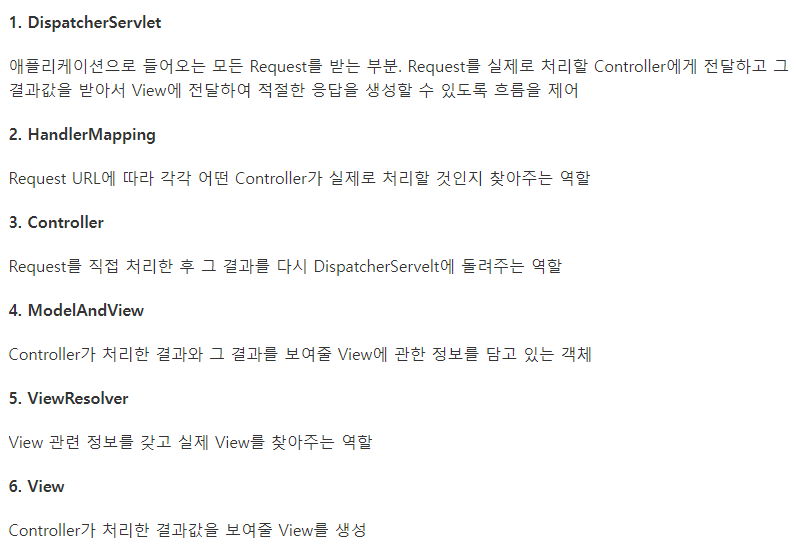 1. DispatcherServlet
애플리케이션으로 들어오는 모든 Request를 받는 부분. Request를 실제로 처리할 Controller에게 전달하고 그
결과값을 받아서 View에 전달하여 적절한 응답을 생성할 수 있도록 흐름을 제어
2. HandlerMapping
Request URL에 따라 각각 어떤 Controller가 실제로 처리할 것인지 찾아주는 역할
3. Controller
Request를 직접 처리한 후 그 결과를 다시 DispatcherServelt에 돌려주는 역할
4. ModelAndView
Controller가 처리한 결과와 그 결과를 보여줄 View에 관한 정보를 담고 있는 객체
5. ViewResolver
View 관련 정보를 갖고 실제 View를 찾아주는 역할
6. View
Controller가 처리한 결과값을 보여줄 View를 생성